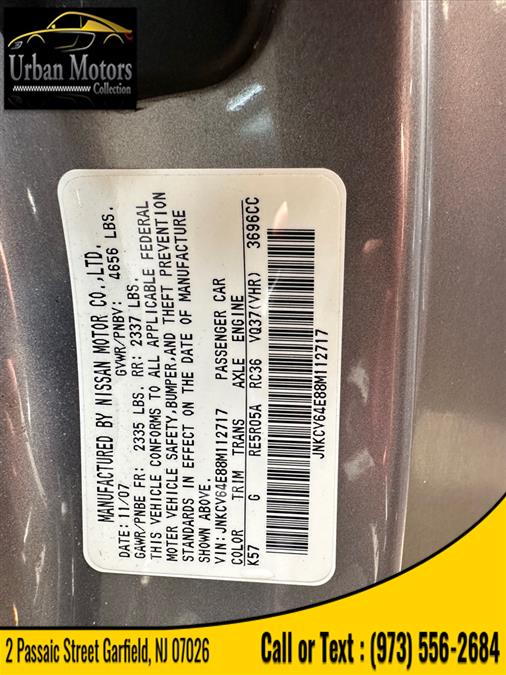 Urban Motors
Collection
MANUFACTURED BY NISSAN MOTOR CO.,LTD.
GVWR/PNBV: 4656 LBS.
DATE: 11/07
GAWR/PNBE FR: 2335 LBS. RR: 2337 LBS.
THIS VEHICLE CONFORMS TO ALL APPLICABLE FEDERAL
MOTOR VEHICLE SAFETY,BUMPER,AND THEFT PREVENTION
STANDARDS IN EFFECT ON THE DATE OF MANUFACTURE
SHOWN ABOVE.
VIN:JNKCV64E88M112717 PASSENGER CAR
COLOR TRIM TRANS AXLE ENGINE
K57 G RE5R05A RC36 VQ37(VHR) 3696CC
JNKCV64E88M112717
2 Passaic Street Garfield, NJ 07026
Call or Text : (973) 556-2684